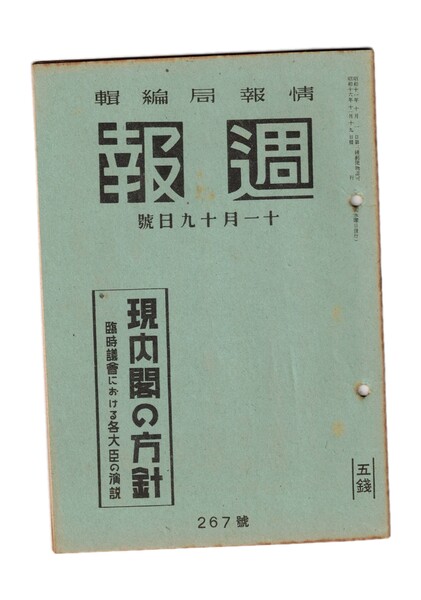 情報局編輯
週報
十一月十九日號
現内閣の方針
臨時議會における各大臣の演説
五錢
267號